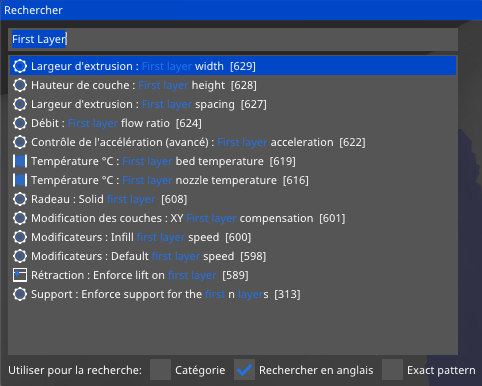 Rechercher
First Layer
Largeur d'extrusion : First layer width [629]
Hauteur de couche : First layer height [628]
Largeur d'extrusion : First layer spacing [627]
Débit : First layer flow ratio [624]
Contrôle de l'accélération (avancé) : First layer acceleration [622]
Température °C : First layer bed temperature [619]
Température °C : First layer nozzle temperature [616]
Radeau : Solid first layer [608]
Modification des couches : XY First layer compensation [601]
Modificateurs : Infill first layer speed [600]
Modificateurs : Default first layer speed [598]
Rétraction : Enforce lift on first layer [589]
Support : Enforce support for the first n layers [313]
Utiliser pour la recherche: Catégorie Rechercher en anglais Exact pattern